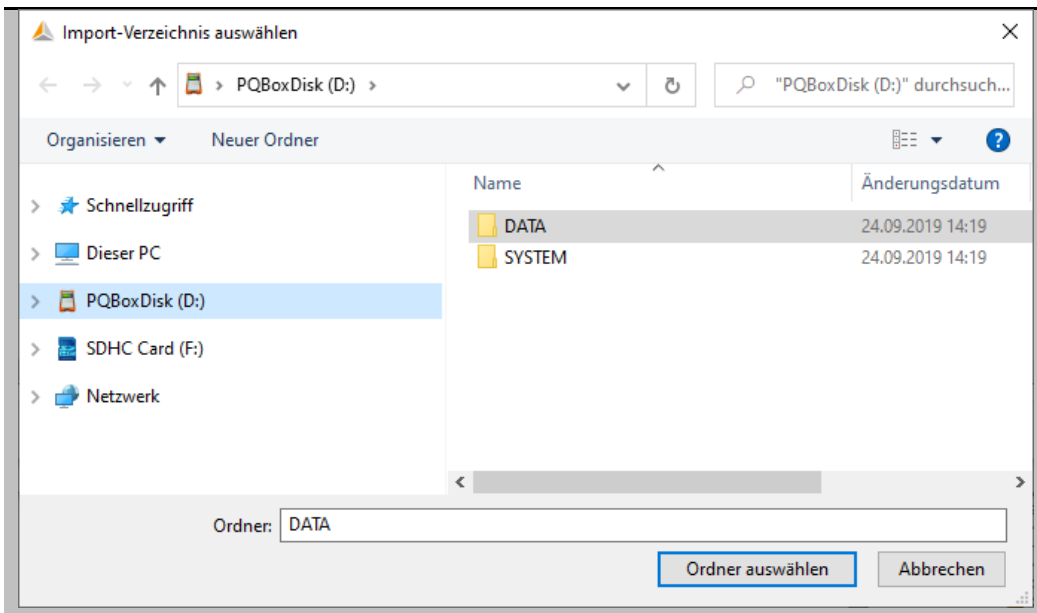 Import-Verzeichnis auswählen
PQBoxDisk (D:)
"PQBoxDisk (D:)" durchsuch...
Organisieren
Neuer Ordner
?
Schnellzugriff
Dieser PC
PQBoxDisk (D:)
SDHC Card (F:)
Netzwerk
Name
Änderungsdatum
DATA
24.09.2019 14:19
SYSTEM
24.09.2019 14:19
Ordner:
DATA
Ordner auswählen
Abbrechen